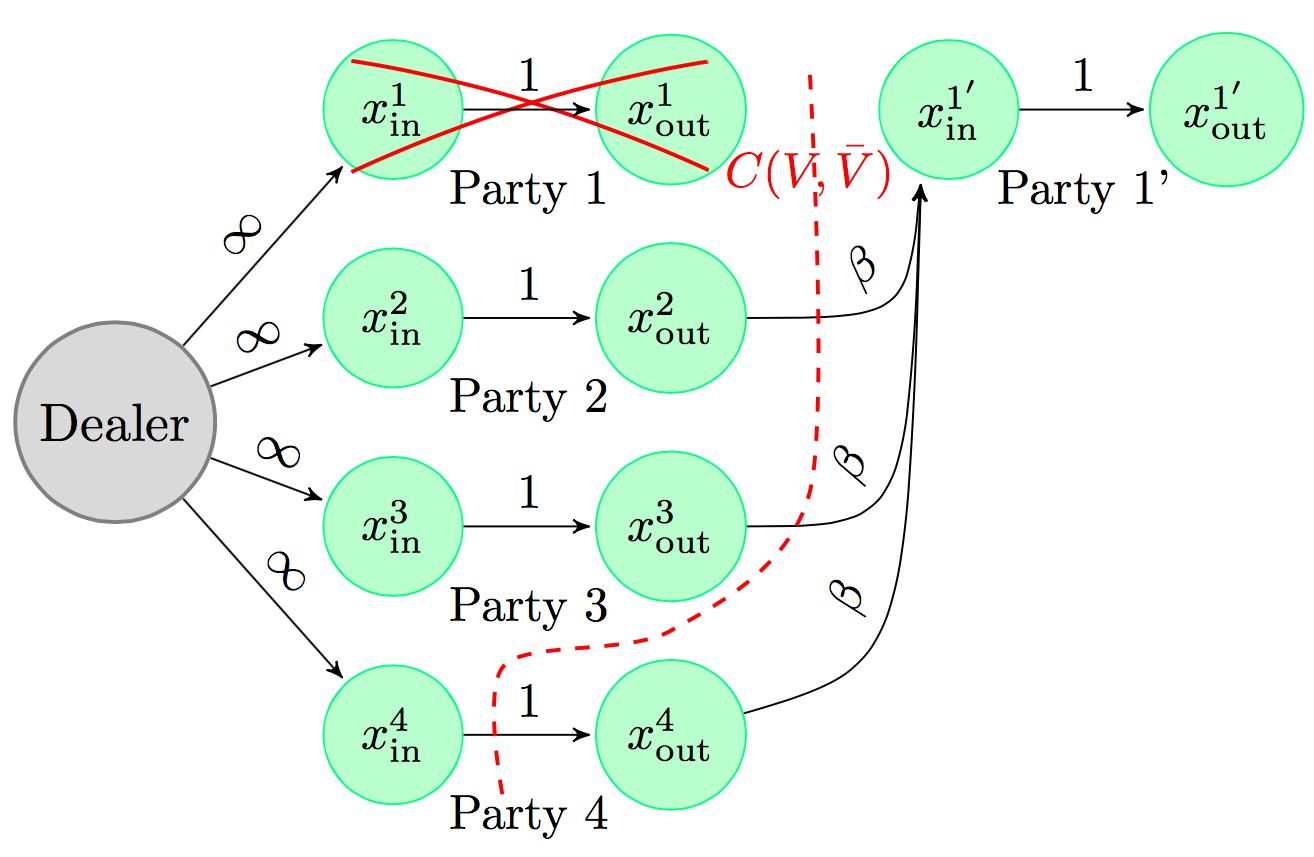 1
x^1_in
x^1_out
1
x^1'_in
x^1'_out
C(V, V̄)
Party 1
Party 1'
∞
β
1
x^2_in
x^2_out
∞
Party 2
Dealer
∞
β
1
x^3_in
x^3_out
∞
Party 3
β
1
x^4_in
x^4_out
Party 4